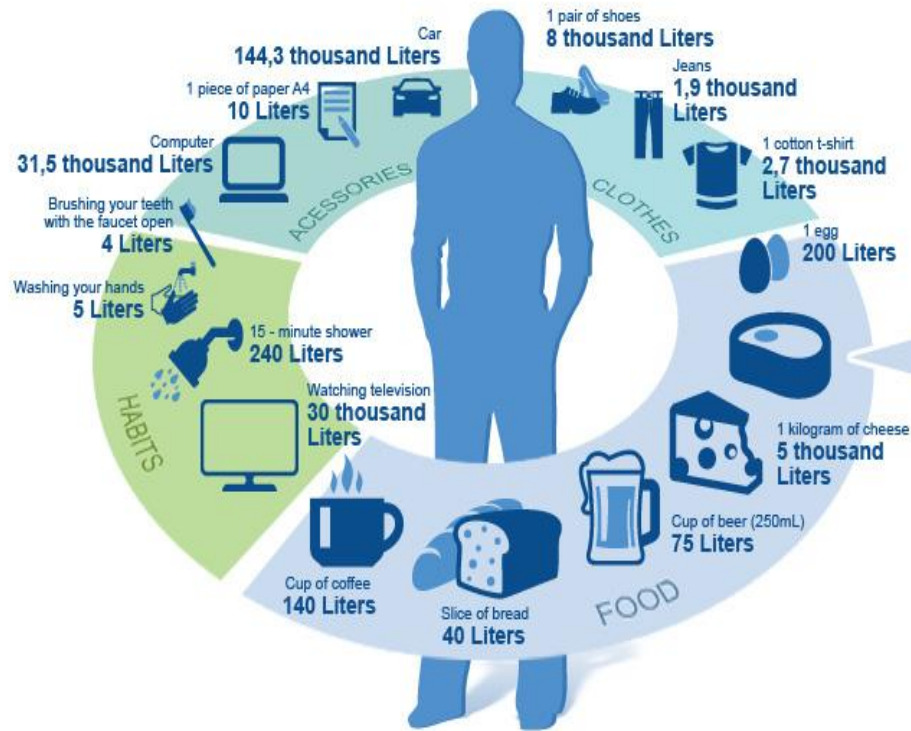 Car
144,3 thousand Liters
1 piece of paper A4
10 Liters
Computer
31,5 thousand Liters
ACESSORIES
1 pair of shoes
8 thousand Liters
Jeans
1,9 thousand
Liters
1 cotton t-shirt
2,7 thousand
Liters
CLOTHES
Brushing your teeth
with the faucet open
4 Liters
Washing your hands
5 Liters
15 - minute shower
240 Liters
Watching television
30 thousand
Liters
HABITS
1 egg
200 Liters
1 kilogram of cheese
5 thousand
Liters
Cup of beer (250mL)
75 Liters
Slice of bread
40 Liters
Cup of coffee
140 Liters
FOOD